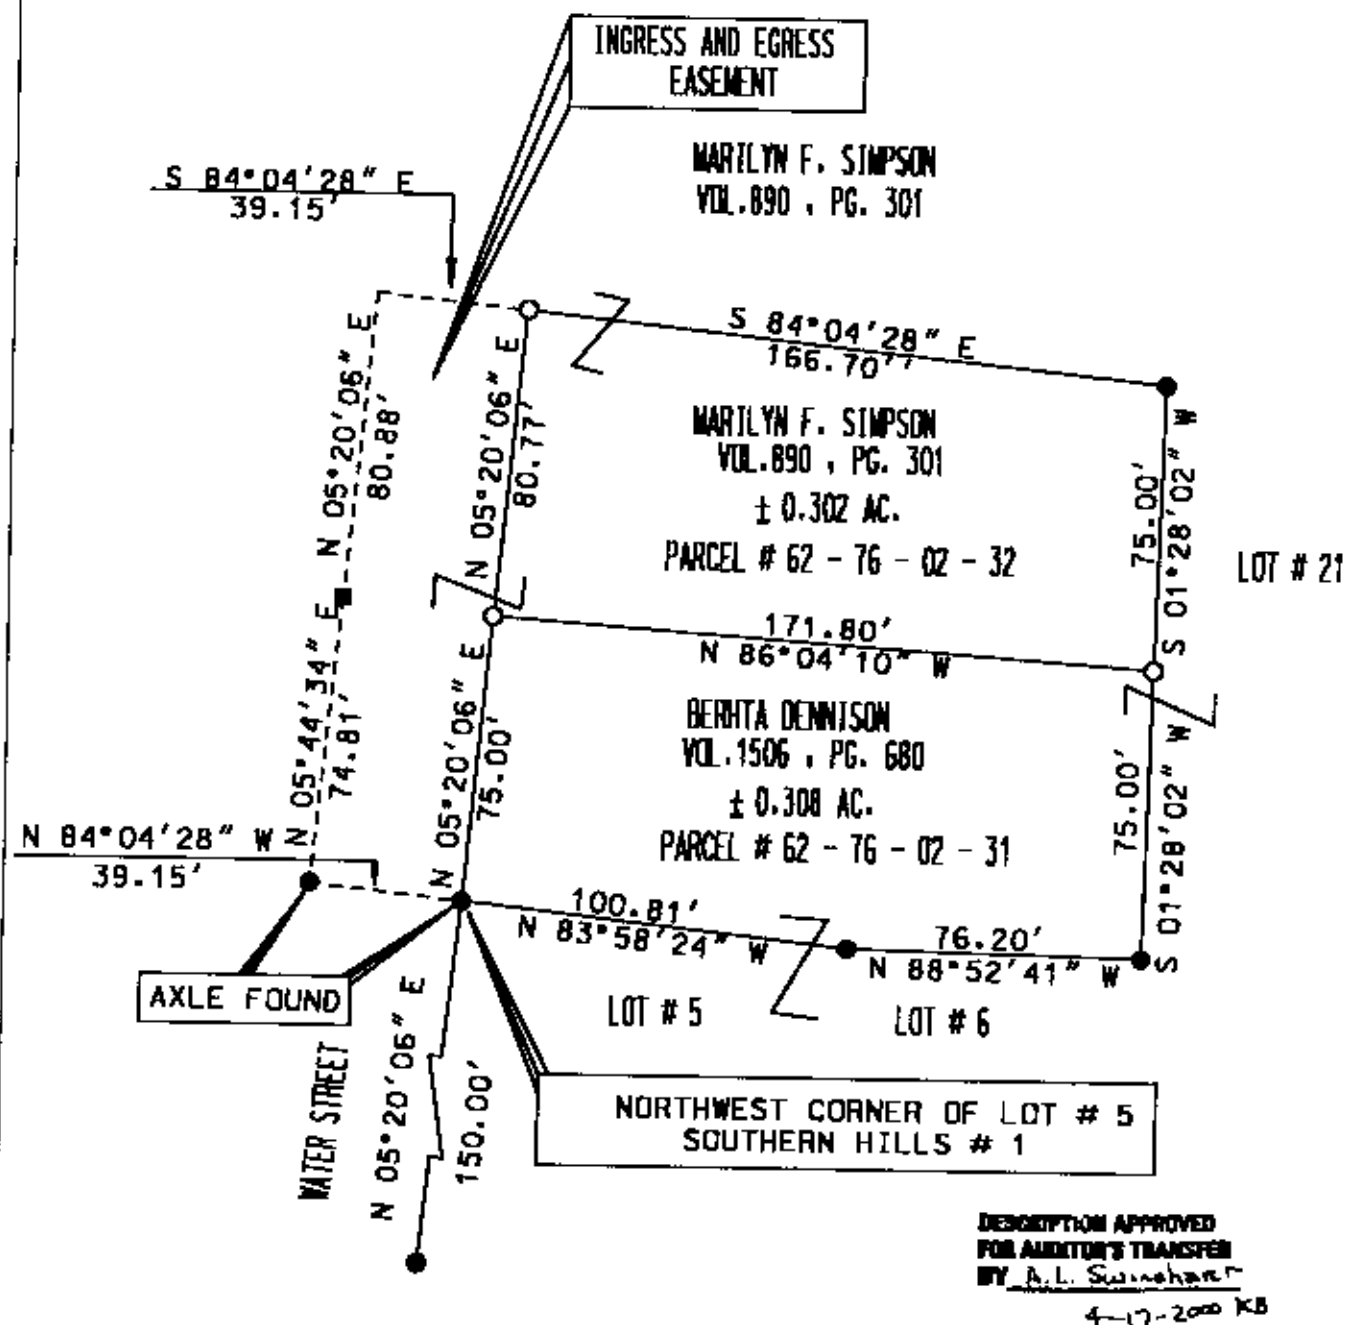 INGRESS AND EGRESS
EASEMENT
MARILYN F. SIMPSON
VOL.890 , PG. 301
S 84°04'28" E
39.15'
S 84°04'28" E
166.70''
N 05°20'06" E
80.88'
N 05°20'06" E
80.77'
MARILYN F. SIMPSON
VOL.890 , PG. 301
± 0.302 AC.
PARCEL # 62 - 76 - 02 - 32
75.00'
S 01°28'02" W
LOT # 21
171.80'
N 86°04'10" W
N 05°44'34" E
74.81'
N 05°20'06" E
75.00'
BERHTA DENNISON
VOL.1506 , PG. 680
± 0.308 AC.
PARCEL # 62 - 76 - 02 - 31
75.00'
S 01°28'02" W
N 84°04'28" W
39.15'
100.81'
N 83°58'24" W
76.20'
N 88°52'41" W
AXLE FOUND
LOT # 5
LOT # 6
WATER STREET
N 05°20'06" E
150.00'
NORTHWEST CORNER OF LOT # 5
SOUTHERN HILLS # 1
DESCRIPTION APPROVED
FOR AUDITOR'S TRANSFER
BY A.L. Swinehart
4-17-2000 KB